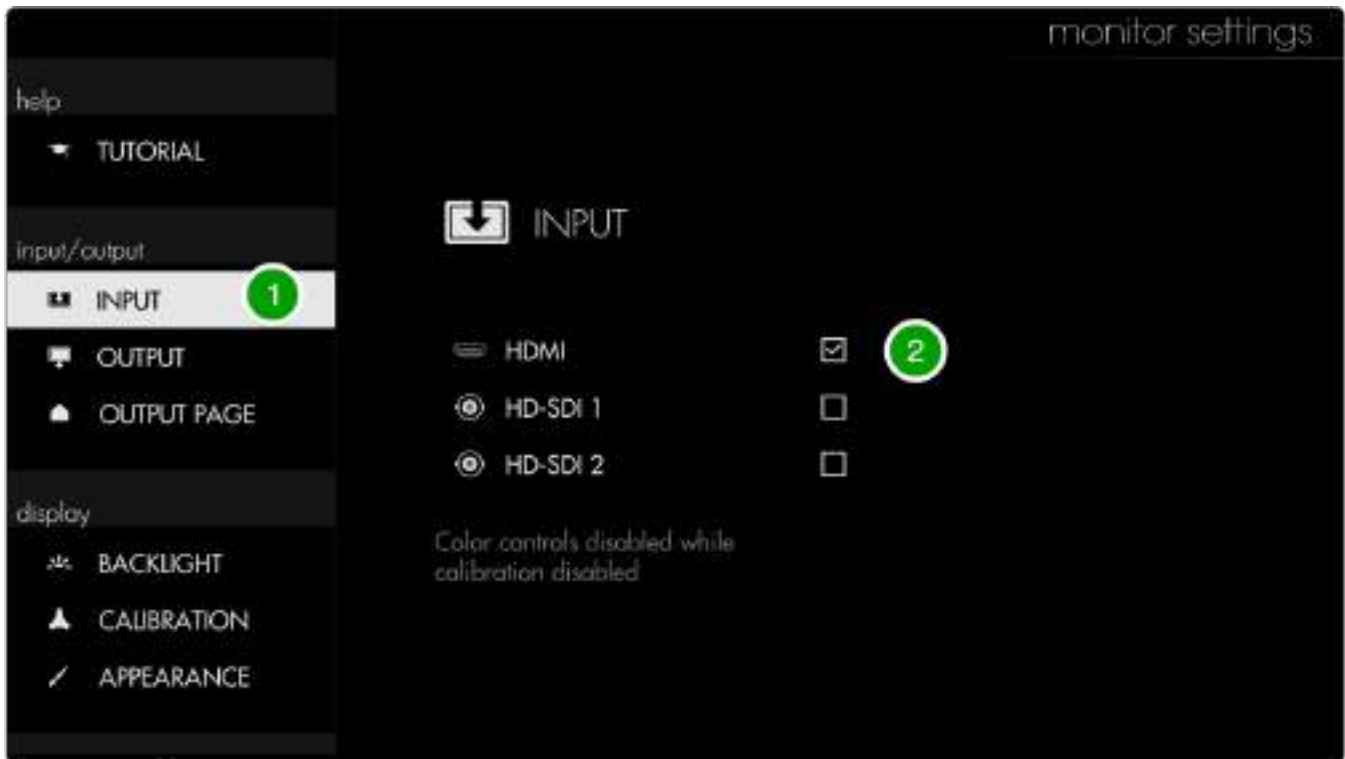 monitor settings
help
TUTORIAL
input/output
INPUT
1
OUTPUT
OUTPUT PAGE
display
BACKLIGHT
CALIBRATION
APPEARANCE
INPUT
HDMI
2
HD-SDI 1
HD-SDI 2
Color controls disabled while
calibration disabled